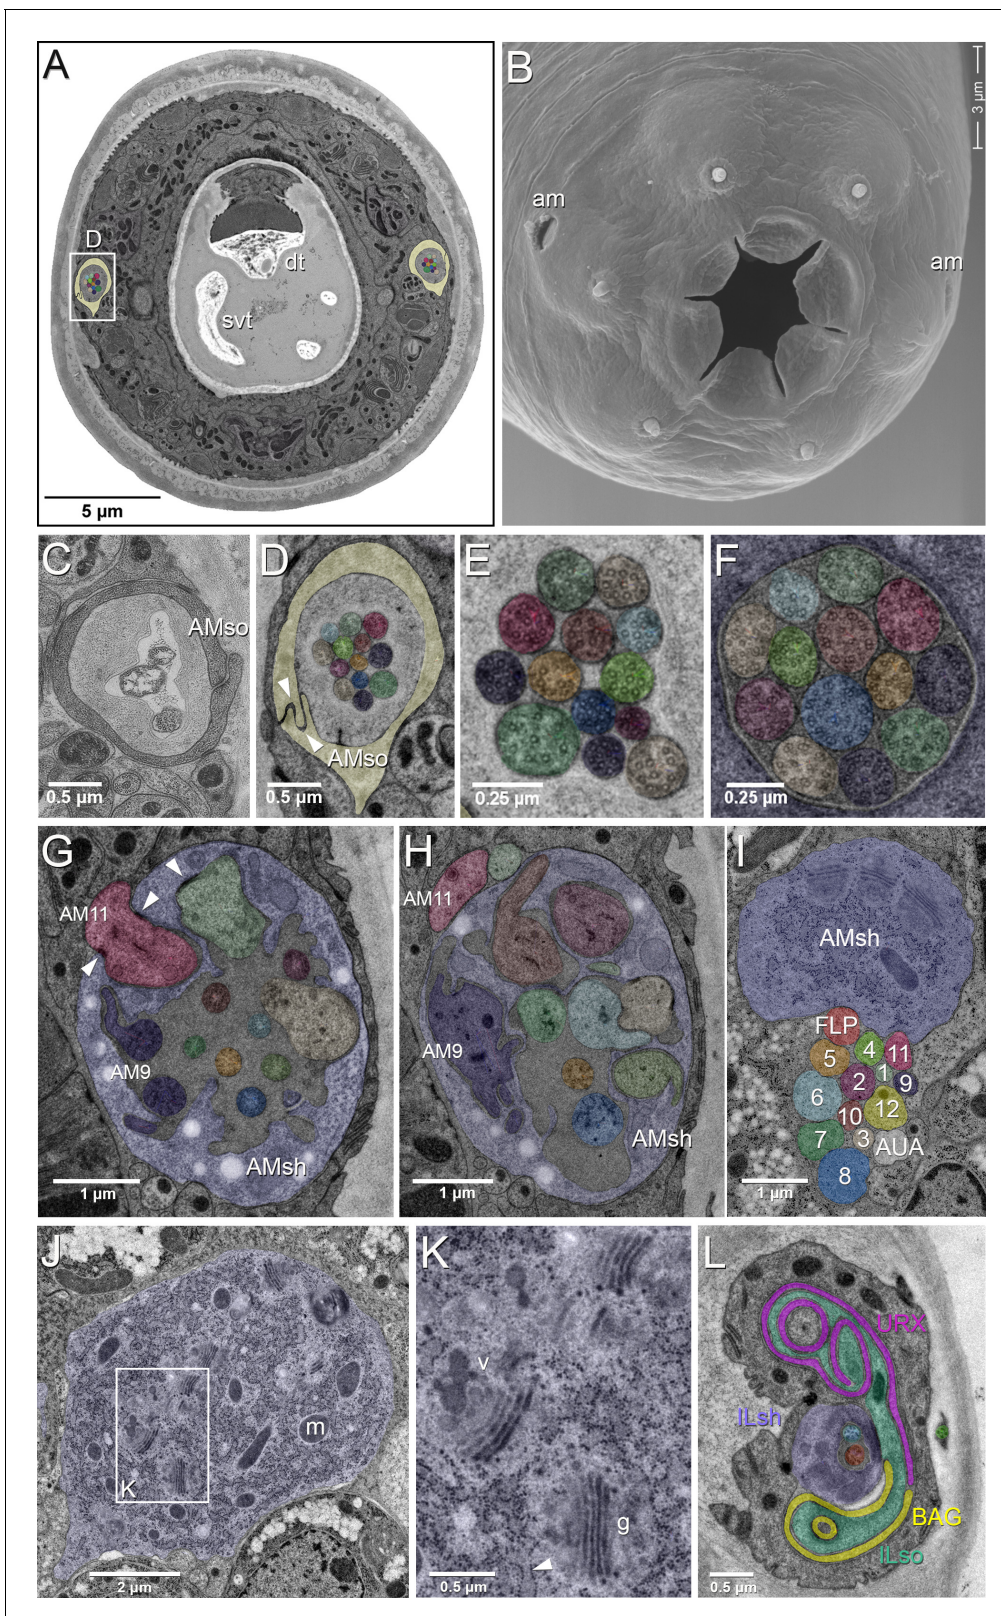 A
D
dt
svt
5 µm
B
3 µm
am
am
C
AMso
0.5 µm
D
AMso
0.5 µm
E
0.25 µm
F
0.25 µm
G
AM11
AM9
AMsh
1 µm
H
AM11
AM9
AMsh
1 µm
I
AMsh
FLP
5
4
11
1
6
2
9
10
12
7
3
AUA
8
1 µm
J
m
K
2 µm
K
v
g
0.5 µm
L
URX
ILsh
BAG
ILso
0.5 µm